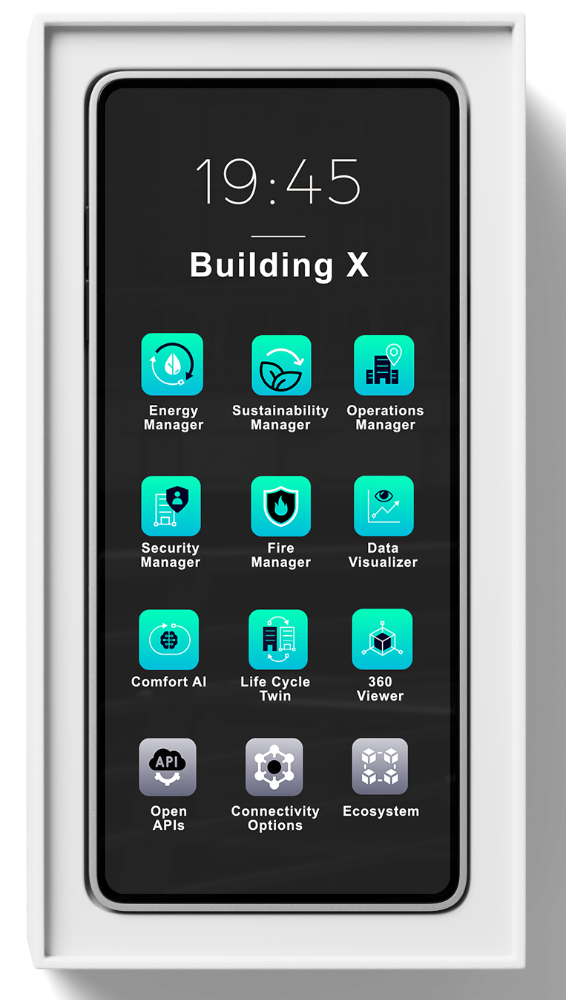 19:45
Building X
Energy
Manager
Sustainability
Manager
Operations
Manager
Security
Manager
Fire
Manager
Data
Visualizer
Comfort AI
Life Cycle
Twin
360
Viewer
API
Open
APIs
Connectivity
Options
Ecosystem